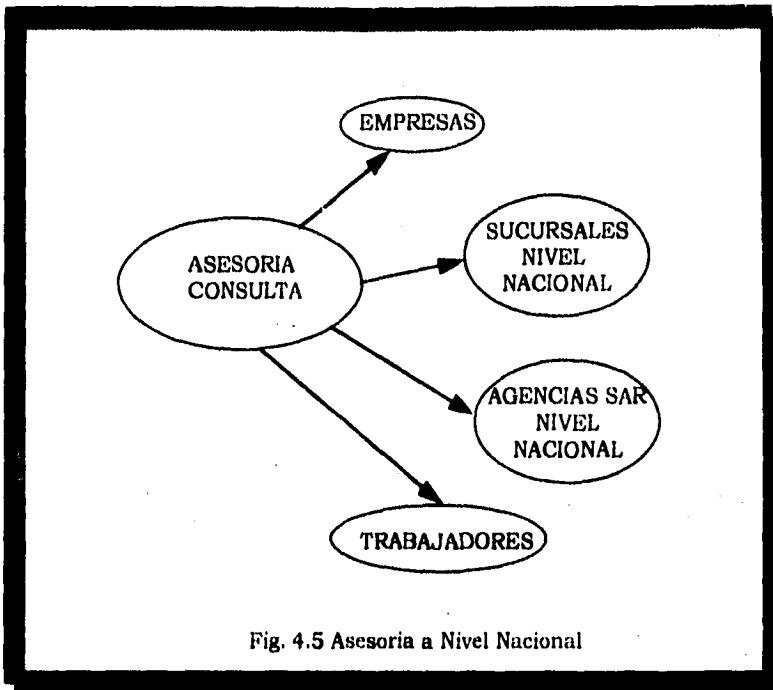 EMPRESAS
SUCURSALES
NIVEL
NACIONAL
ASESORIA
CONSULTA
AGENCIAS SAR
NIVEL
NACIONAL
TRABAJADORES
Fig. 4.5 Asesoria a Nivel Nacional